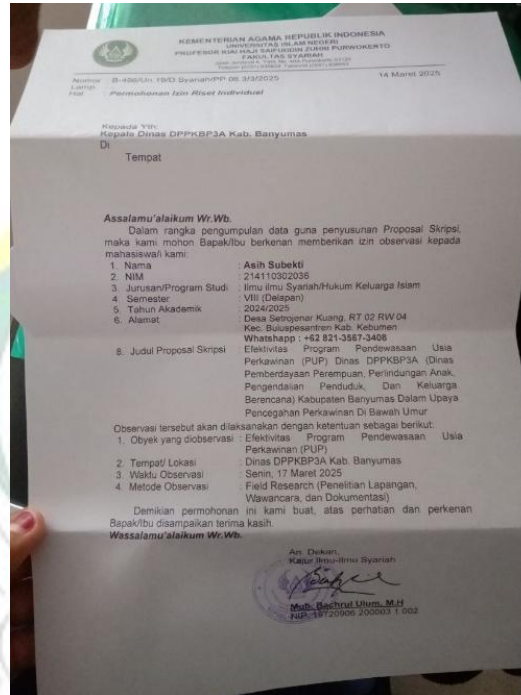 KEMENTERIAN AGAMA REPUBLIK INDONESIA
UNIVERSITAS ISLAM NEGERI
PROFESOR KIAI HAJI SAIFUDDIN ZUHRI PURWOKERTO
FAKULTAS SYARIAH
14 Maret 2025
Nomor :
Lamp. :
Hal : Permohonan Izin Riset Individuel
Kepada Yth:
Kepala Dinas DPPKBP3A Kab. Banyumas
Di
Tempat
Assalamu'alaikum Wr.Wb.
Dalam rangka pengumpulan data guna penyusunan Proposal Skripsi,
maka kami mohon Bapak/Ibu berkenan memberikan izin observasi kepada
mahasiswa/i kami:
1. Nama : Asih Subekti
2. NIM : 214110302036
3. Jurusan/Program Studi : Ilmu ilmu Syariah/Hukum Keluarga Islam
4 Semester : VIII (Delapan)
5. Tahun Akademik : 2024/2025
6. Alamat : Desa Setrojenar Kuang, RT 02 RW 04
Kec. Buluspesantren Kab. Kebumen
Whatshapp : +62 821-3567-3408
8. Judul Proposal Skripsi : Efektivitas Program Pendewasaan Usia
Perkawinan (PUP) Dinas DPPKBP3A (Dinas
Pemberdayaan Perempuan, Perlindungan Anak,
Pengendalian Penduduk, Dan Keluarga
Berencana) Kabupaten Banyumas Dalam Upaya
Pencegahan Perkawinan Di Bawah Umur
Observasi tersebut akan dilaksanakan dengan ketentuan sebagai berikut:
1. Obyek yang diobservasi : Efektivitas Program Pendewasaan Usia
Perkawinan (PUP)
2. Tempat/ Lokasi : Dinas DPPKBP3A Kab. Banyumas
3. Waktu Observasi : Senin, 17 Maret 2025
4. Metode Observasi : Field Research (Penelitian Lapangan,
Wawancara, dan Dokumentasi)
Demikian permohonan ini kami buat, atas perhatian dan perkenan
Bapak/Ibu disampaikan terima kasih.
Wassalamu'alaikum Wr.Wb.
An. Dekan,
Kajur Ilmu-Ilmu Syariah
Muh. Bachrul Ulum, M.H
NIP. 19720906 200003 1 002